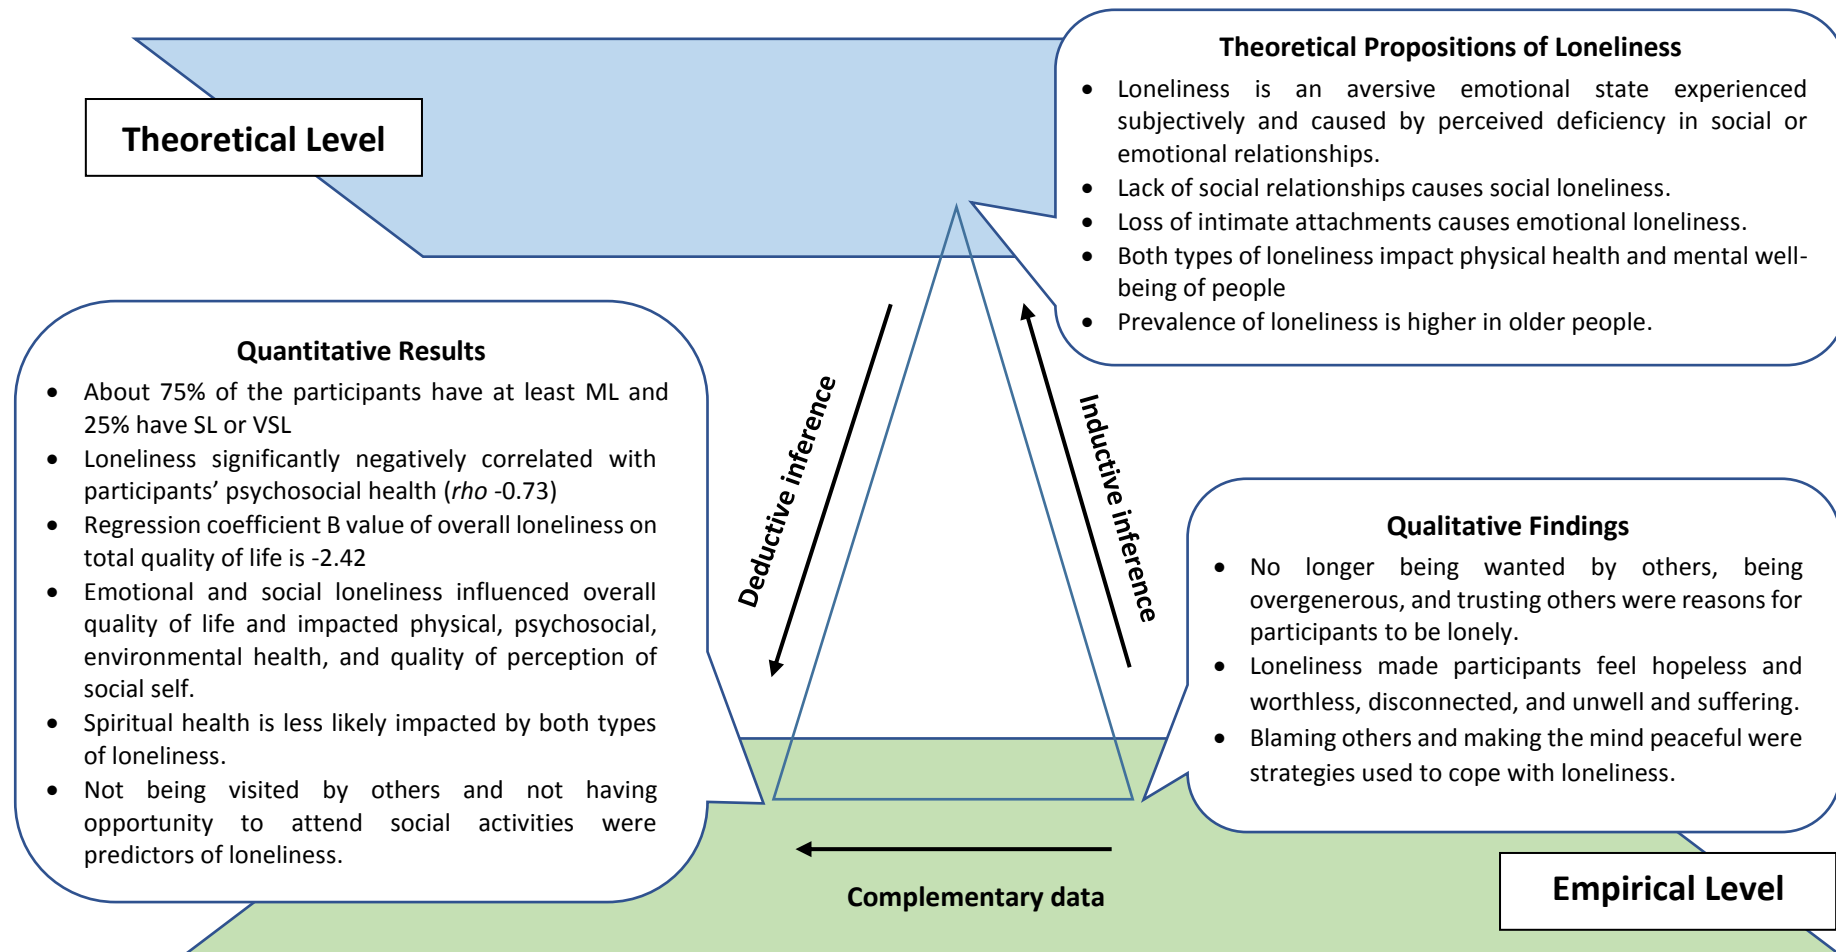 Theoretical Level
Theoretical Propositions of Loneliness
• Loneliness is an aversive emotional state experienced
subjectively and caused by perceived deficiency in social or
emotional relationships.
• Lack of social relationships causes social loneliness.
• Loss of intimate attachments causes emotional loneliness.
• Both types of loneliness impact physical health and mental well-
being of people
• Prevalence of loneliness is higher in older people.
Quantitative Results
• About 75% of the participants have at least ML and
25% have SL or VSL
• Loneliness significantly negatively correlated with
participants’ psychosocial health (rho -0.73)
• Regression coefficient B value of overall loneliness on
total quality of life is -2.42
• Emotional and social loneliness influenced overall
quality of life and impacted physical, psychosocial,
environmental health, and quality of perception of
social self.
• Spiritual health is less likely impacted by both types
of loneliness.
• Not being visited by others and not having
opportunity to attend social activities were
predictors of loneliness.
Deductive inference
Inductive inference
Qualitative Findings
• No longer being wanted by others, being
overgenerous, and trusting others were reasons for
participants to be lonely.
• Loneliness made participants feel hopeless and
worthless, disconnected, and unwell and suffering.
• Blaming others and making the mind peaceful were
strategies used to cope with loneliness.
Complementary data
Empirical Level